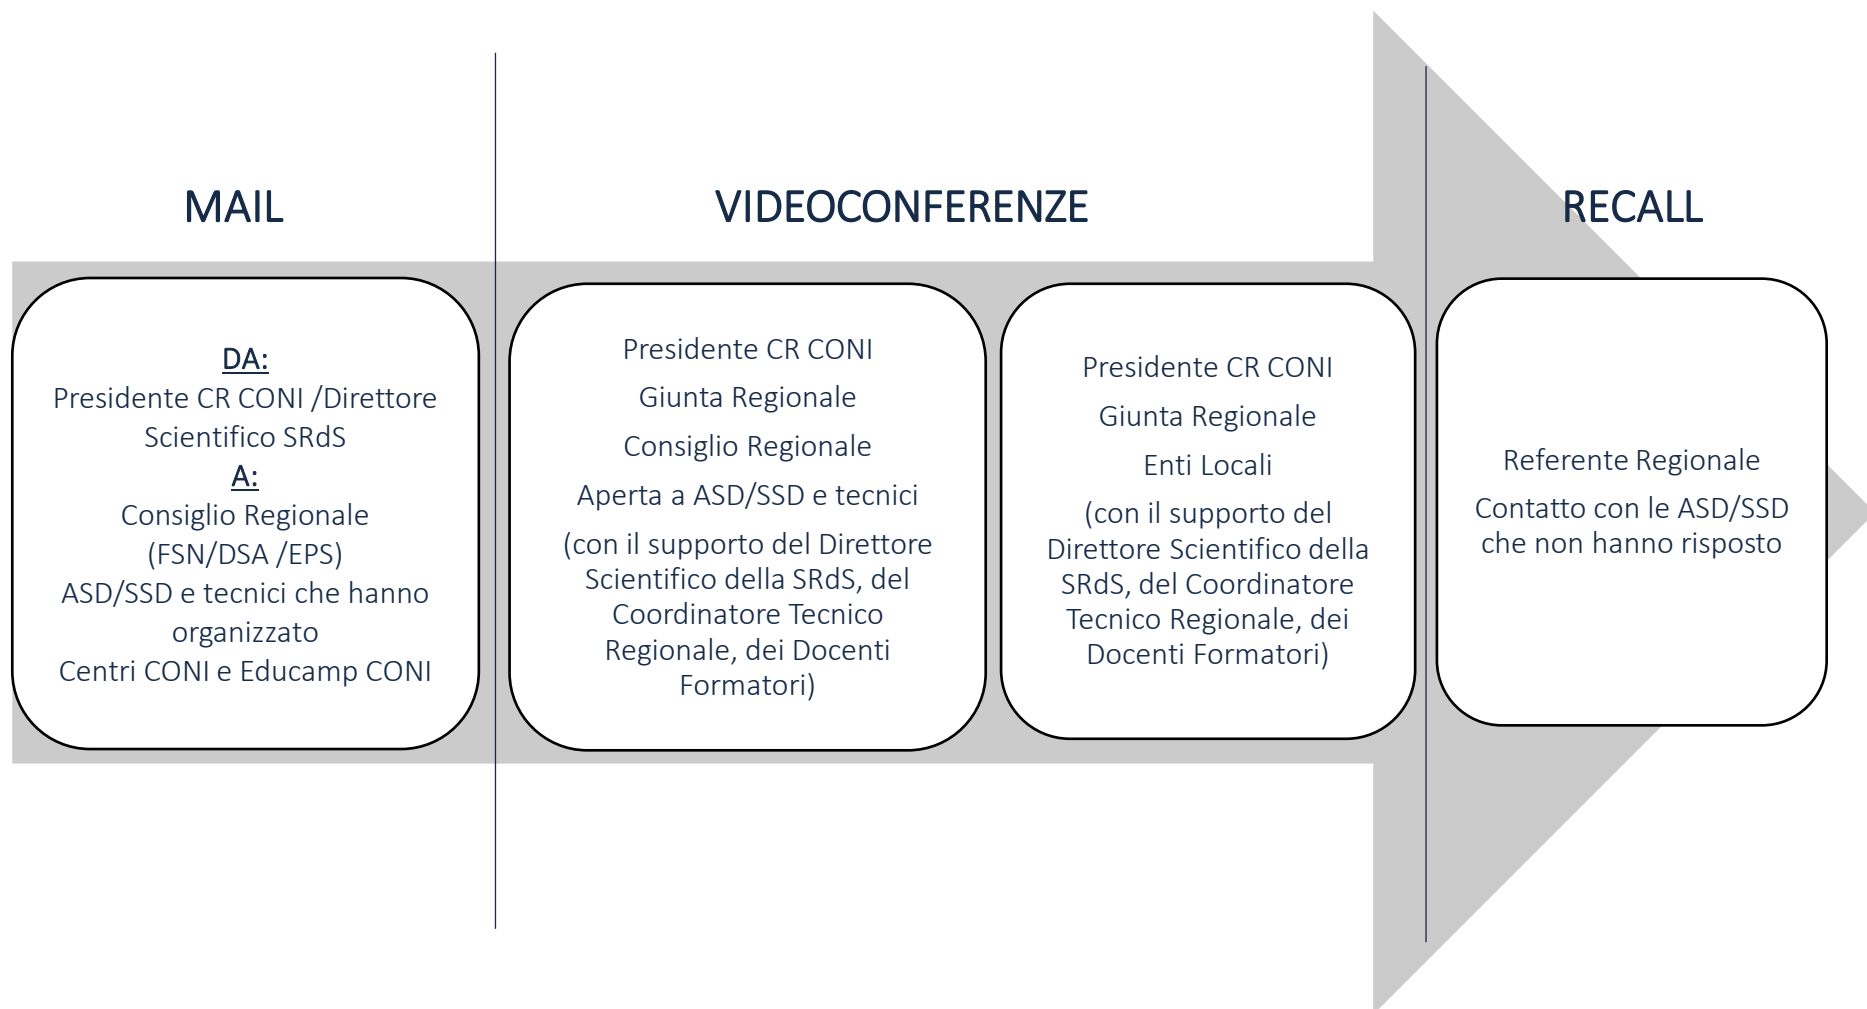 MAIL
DA:
Presidente CR CONI /Direttore
Scientifico SRdS
A:
Consiglio Regionale
(FSN/DSA /EPS)
ASD/SSD e tecnici che hanno
organizzato
Centri CONI e Educamp CONI
VIDEOCONFERENZE
Presidente CR CONI
Giunta Regionale
Consiglio Regionale
Aperta a ASD/SSD e tecnici
(con il supporto del Direttore
Scientifico della SRdS, del
Coordinatore Tecnico
Regionale, dei Docenti
Formatori)
Presidente CR CONI
Giunta Regionale
Enti Locali
(con il supporto del
Direttore Scientifico della
SRdS, del Coordinatore
Tecnico Regionale, dei
Docenti Formatori)
RECALL
Referente Regionale
Contatto con le ASD/SSD
che non hanno risposto